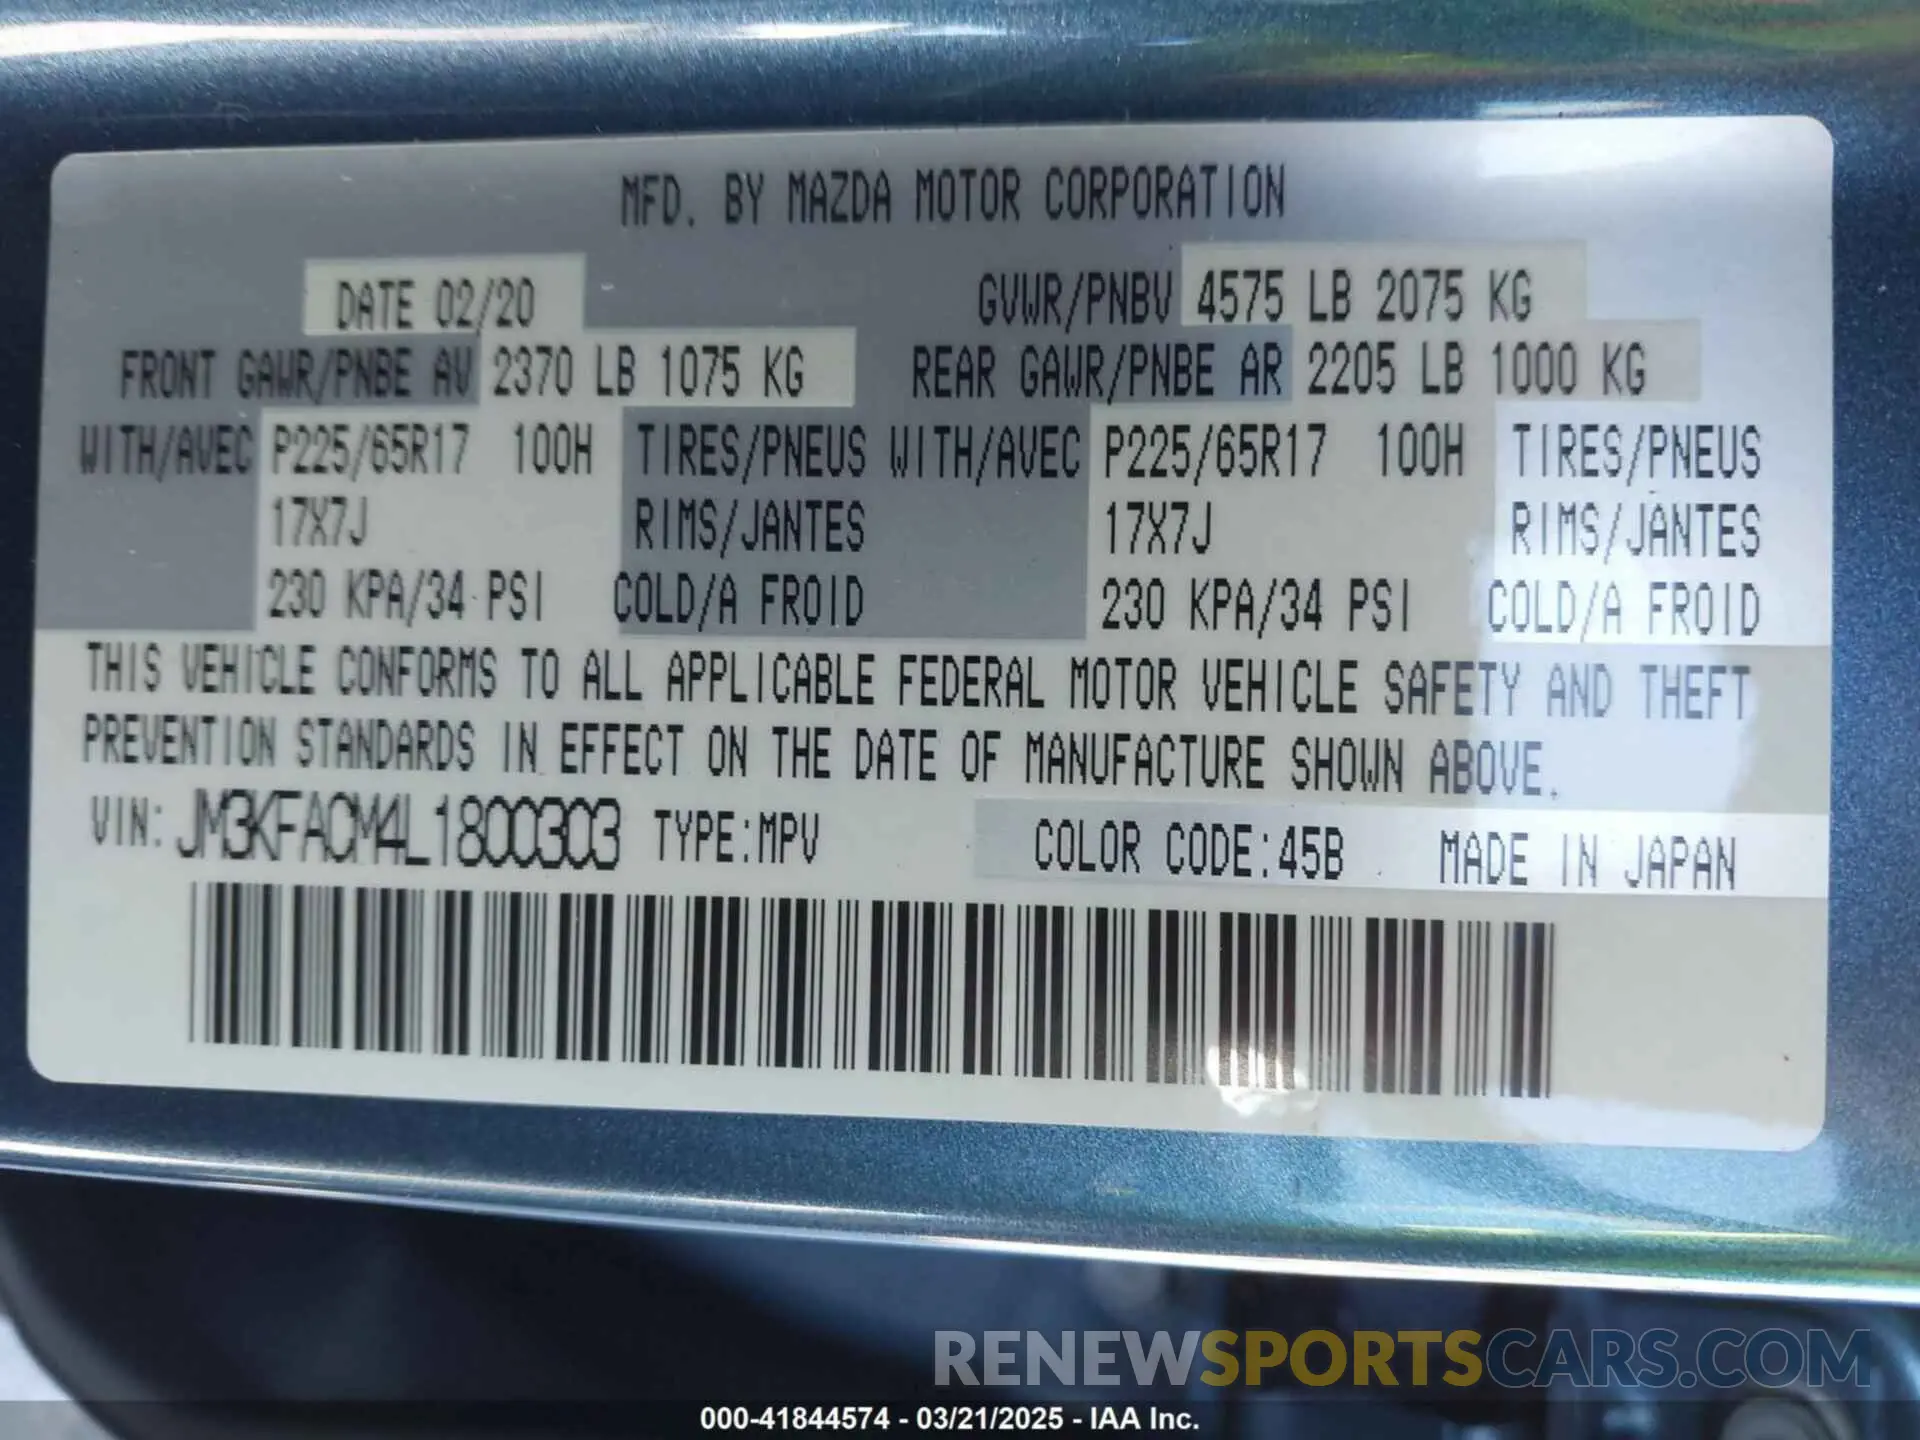 MFD. BY MAZDA MOTOR CORPORATION
DATE 02/20 GVWR/PNBV 4575 LB 2075 KG
FRONT GAWR/PNBE AV 2370 LB 1075 KG REAR GAWR/PNBE AR 2205 LB 1000 KG
WITH/AVEC P225/65R17 100H TIRES/PNEUS WITH/AVEC P225/65R17 100H TIRES/PNEUS
17X7J RIMS/JANTES 17X7J RIMS/JANTES
230 KPA/34 PSI COLD/A FROID 230 KPA/34 PSI COLD/A FROID
THIS VEHICLE CONFORMS TO ALL APPLICABLE FEDERAL MOTOR VEHICLE SAFETY AND THEFT
PREVENTION STANDARDS IN EFFECT ON THE DATE OF MANUFACTURE SHOWN ABOVE.
VIN: JM3KFACM4L1800303 TYPE:MPV COLOR CODE:45B MADE IN JAPAN
RENEWSPORTSCARS.COM
000-41844574 - 03/21/2025 - IAA Inc.